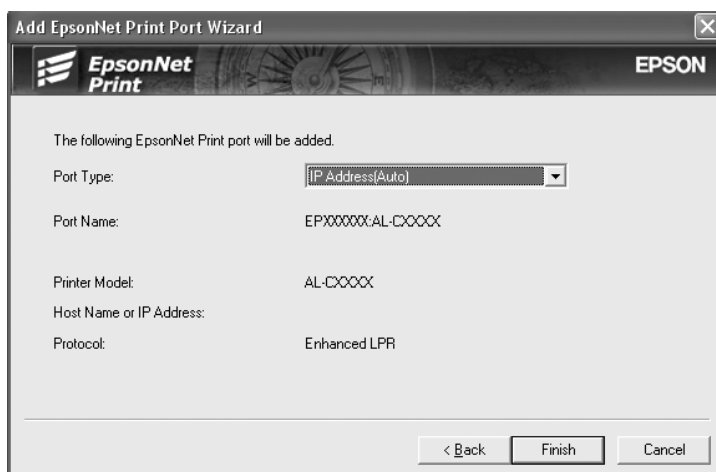 Add EpsonNet Print Port Wizard
EpsonNet
Print
EPSON
The following EpsonNet Print port will be added.
Port Type: IP Address(Auto)
Port Name: EPXXXXXX:AL-CXXXX
Printer Model: AL-CXXXX
Host Name or IP Address:
Protocol: Enhanced LPR
< Back Finish Cancel